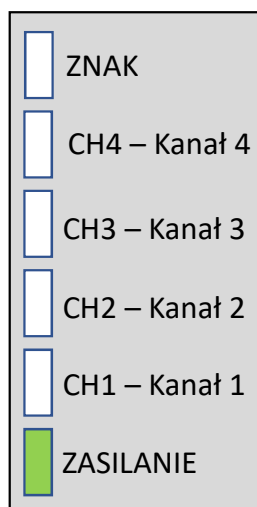 ZNAK
CH4 – Kanał 4
CH3 – Kanał 3
CH2 – Kanał 2
CH1 – Kanał 1
ZASILANIE